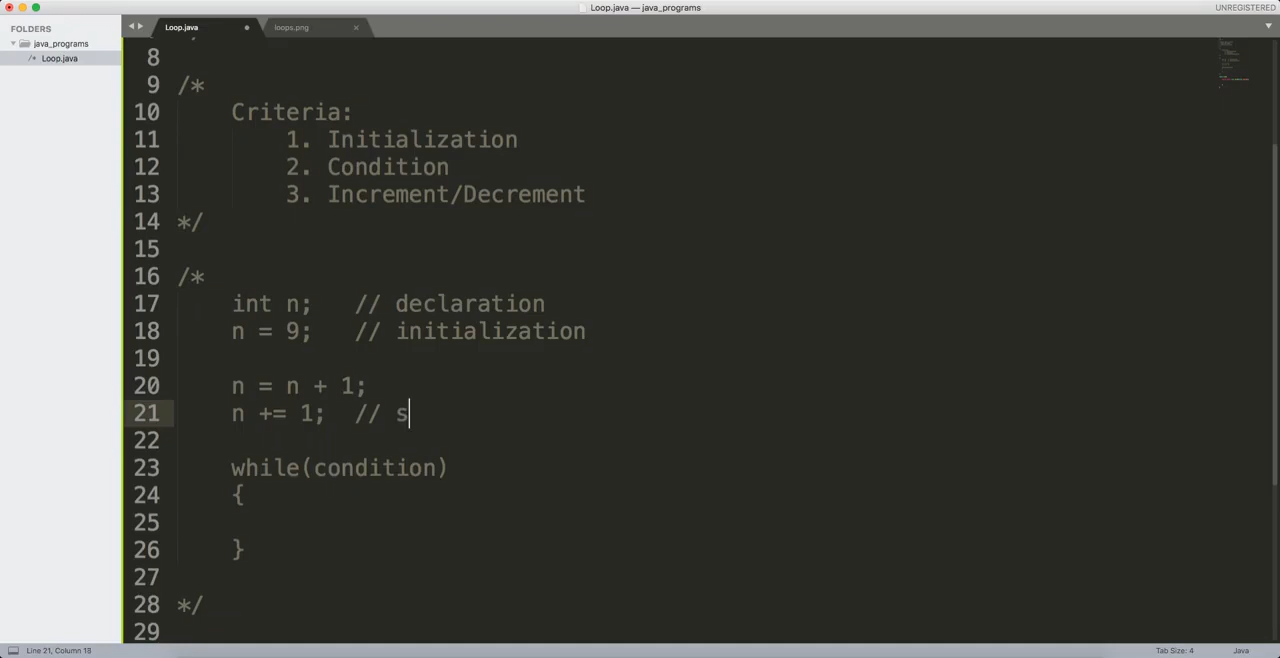 Loop.java — java_programs
UNREGISTERED
FOLDERS
java_programs
/* Loop.java
Loop.java
loops.png
8
9 /*
10 Criteria:
11 1. Initialization
12 2. Condition
13 3. Increment/Decrement
14 */
15
16 /*
17 int n; // declaration
18 n = 9; // initialization
19
20 n = n + 1;
21 n += 1; // s
22
23 while(condition)
24 {
25
26 }
27
28 */
29
Line 21, Column 18
Tab Size: 4
Java